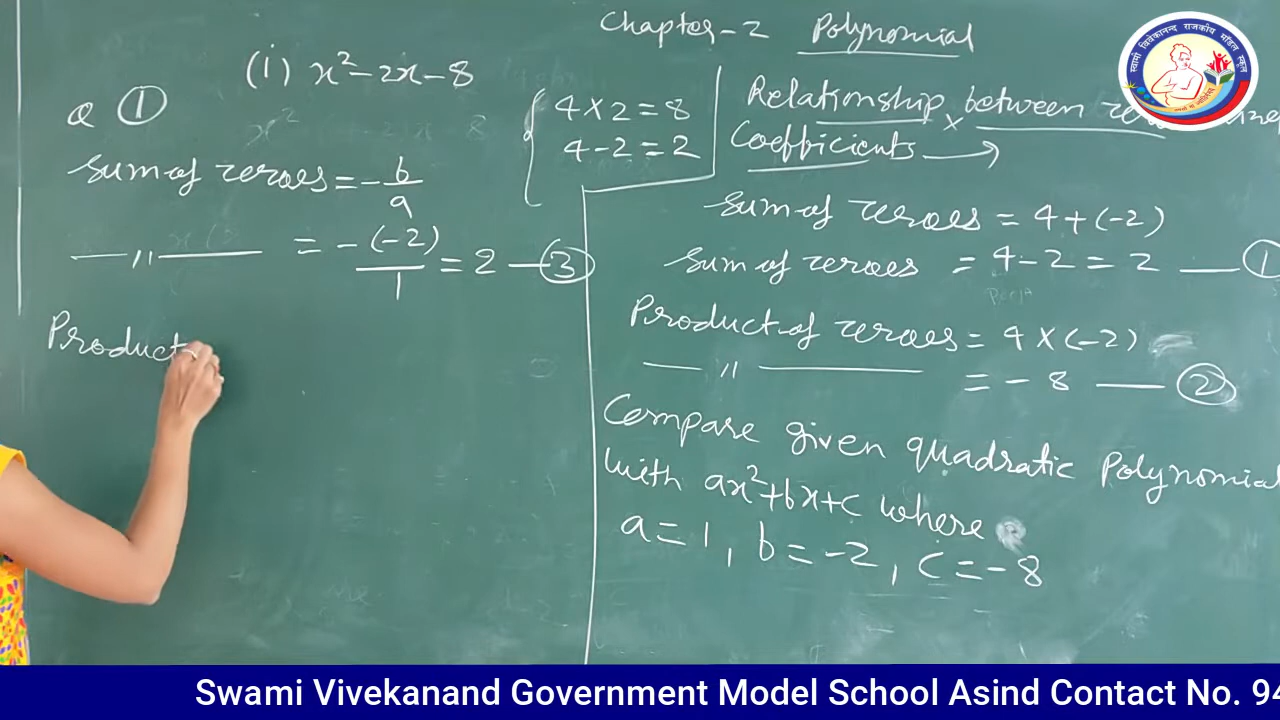 Chapter-2 Polynomial
(i) x²-2x-8
Q ①
4×2=8
4-2=2
Sum of zeroes = -b/a
—〃— = -(-2)/1 = 2 —③
Product
Relationship between
Coefficients ⟶
Sum of zeroes = 4+(-2)
Sum of zeroes = 4-2 = 2 —①
Product of zeroes = 4×(-2)
—〃— = -8 —②
Compare given quadratic Polynomial
with ax²+bx+c where
a=1, b=-2, c=-8
स्वामी विवेकानन्द राजकीय मॉडल स्कूल
Swami Vivekanand Government Model School Asind Contact No. 94